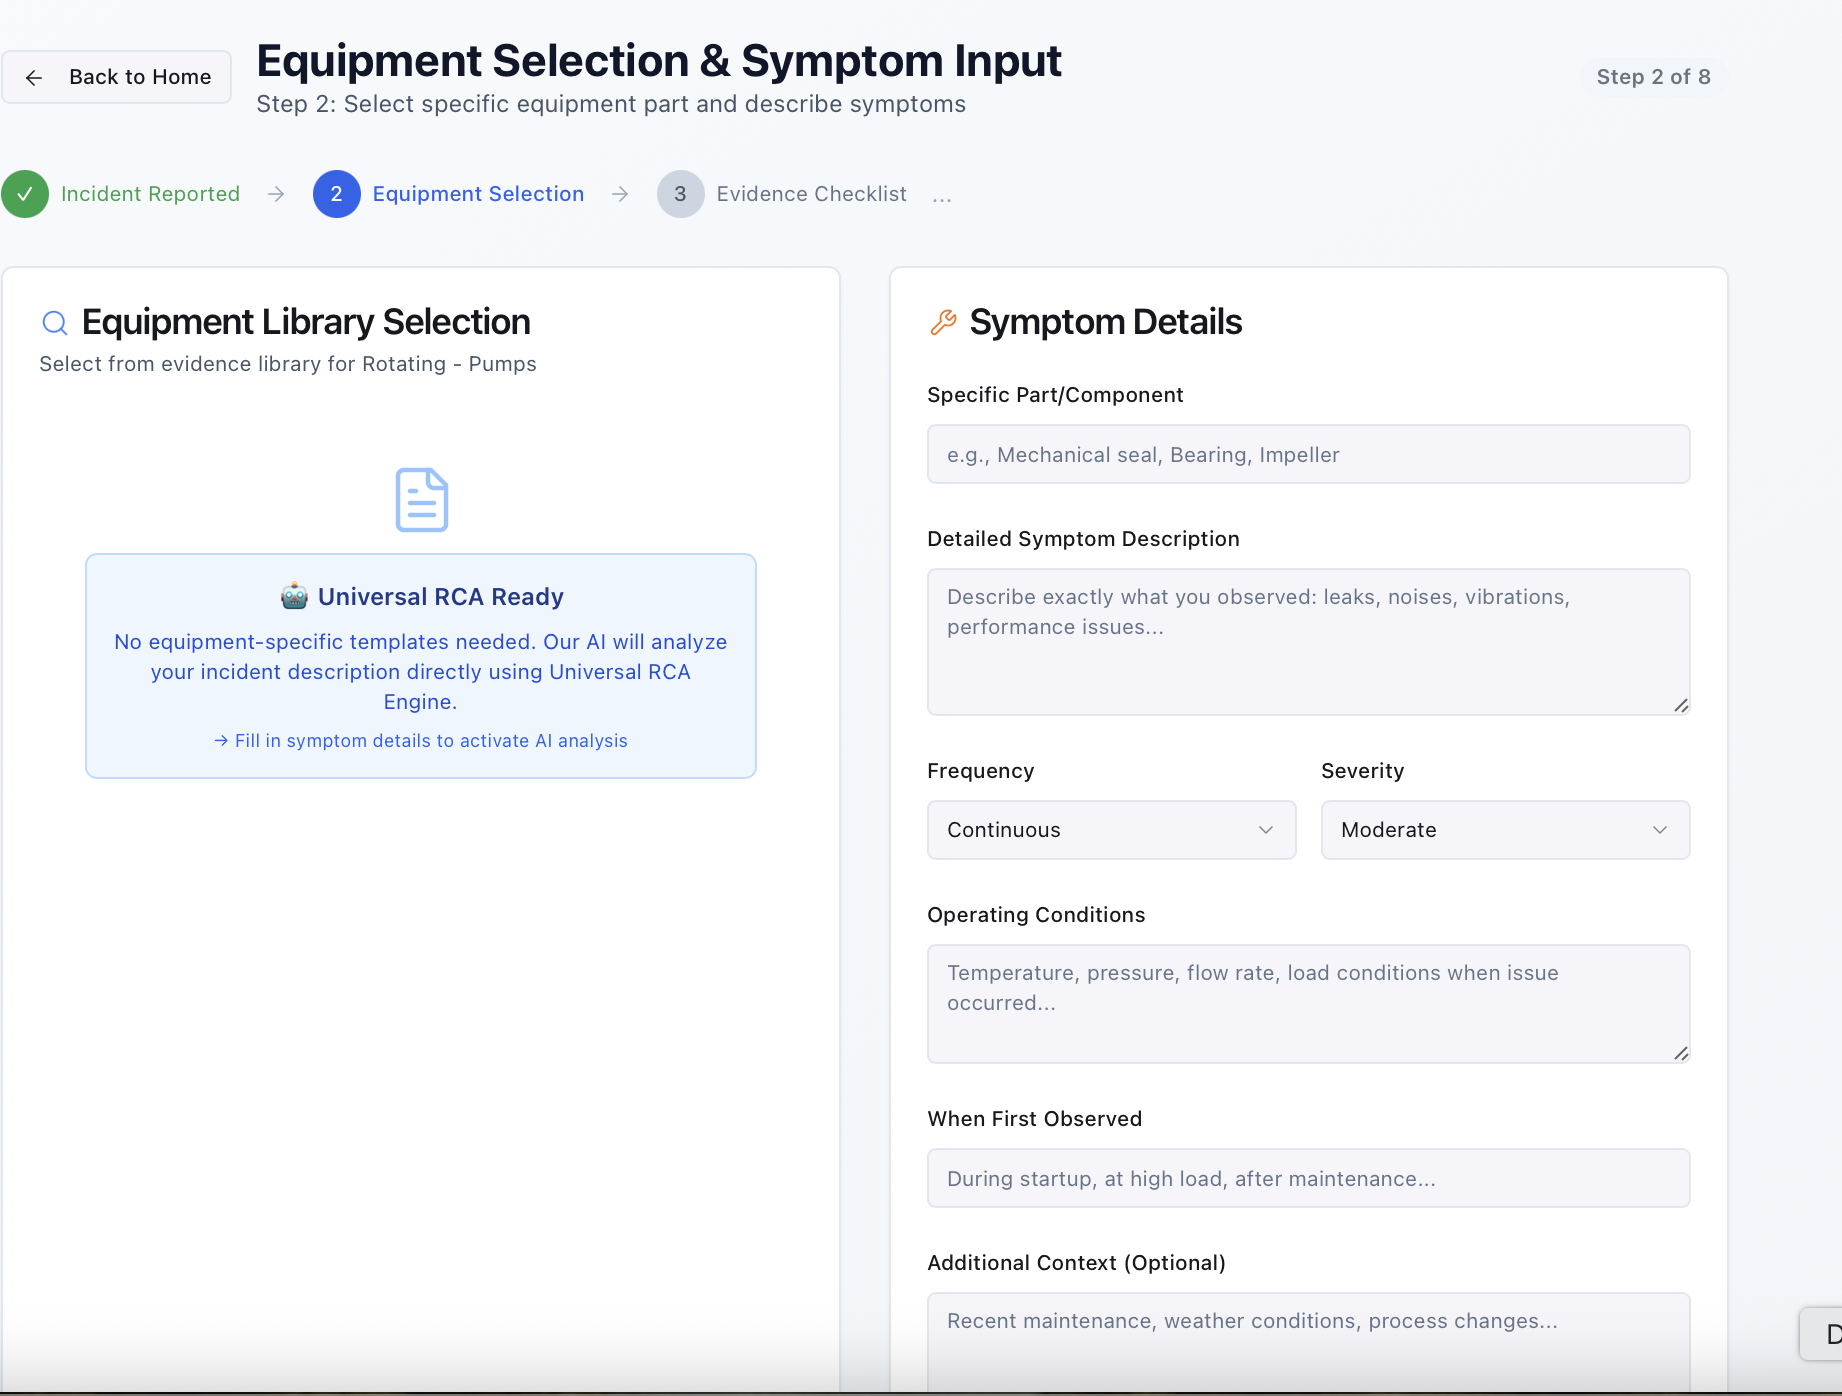 Back to Home
Equipment Selection & Symptom Input
Step 2: Select specific equipment part and describe symptoms
Step 2 of 8
Incident Reported
2
Equipment Selection
3
Evidence Checklist
...
Equipment Library Selection
Select from evidence library for Rotating - Pumps
Universal RCA Ready
No equipment-specific templates needed. Our AI will analyze
your incident description directly using Universal RCA
Engine.
→ Fill in symptom details to activate AI analysis
Symptom Details
Specific Part/Component
e.g., Mechanical seal, Bearing, Impeller
Detailed Symptom Description
Describe exactly what you observed: leaks, noises, vibrations,
performance issues...
Frequency
Severity
Continuous
Moderate
Operating Conditions
Temperature, pressure, flow rate, load conditions when issue
occurred...
When First Observed
During startup, at high load, after maintenance...
Additional Context (Optional)
Recent maintenance, weather conditions, process changes...